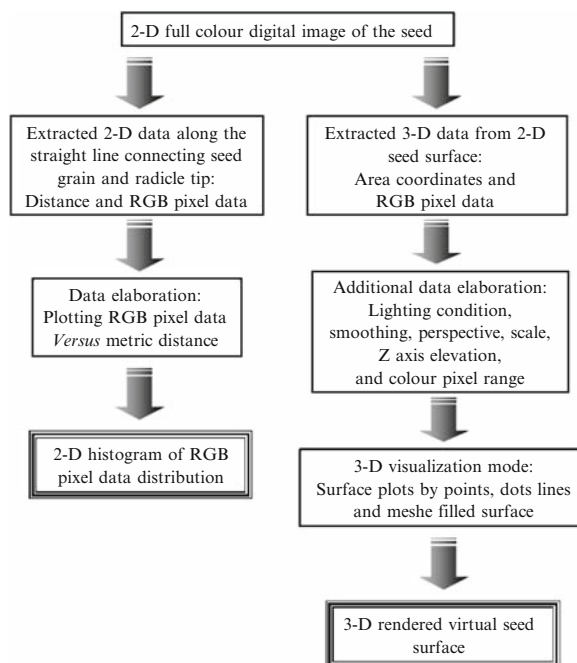 2-D full colour digital image of the seed
Extracted 2-D data along the
straight line connecting seed
grain and radicle tip:
Distance and RGB pixel data
Data elaboration:
Plotting RGB pixel data
Versus metric distance
2-D histogram of RGB
pixel data distribution
Extracted 3-D data from 2-D
seed surface:
Area coordinates and
RGB pixel data
Additional data elaboration:
Lighting condition,
smoothing, perspective, scale,
Z axis elevation,
and colour pixel range
3-D visualization mode:
Surface plots by points, dots lines
and meshe filled surface
3-D rendered virtual seed
surface